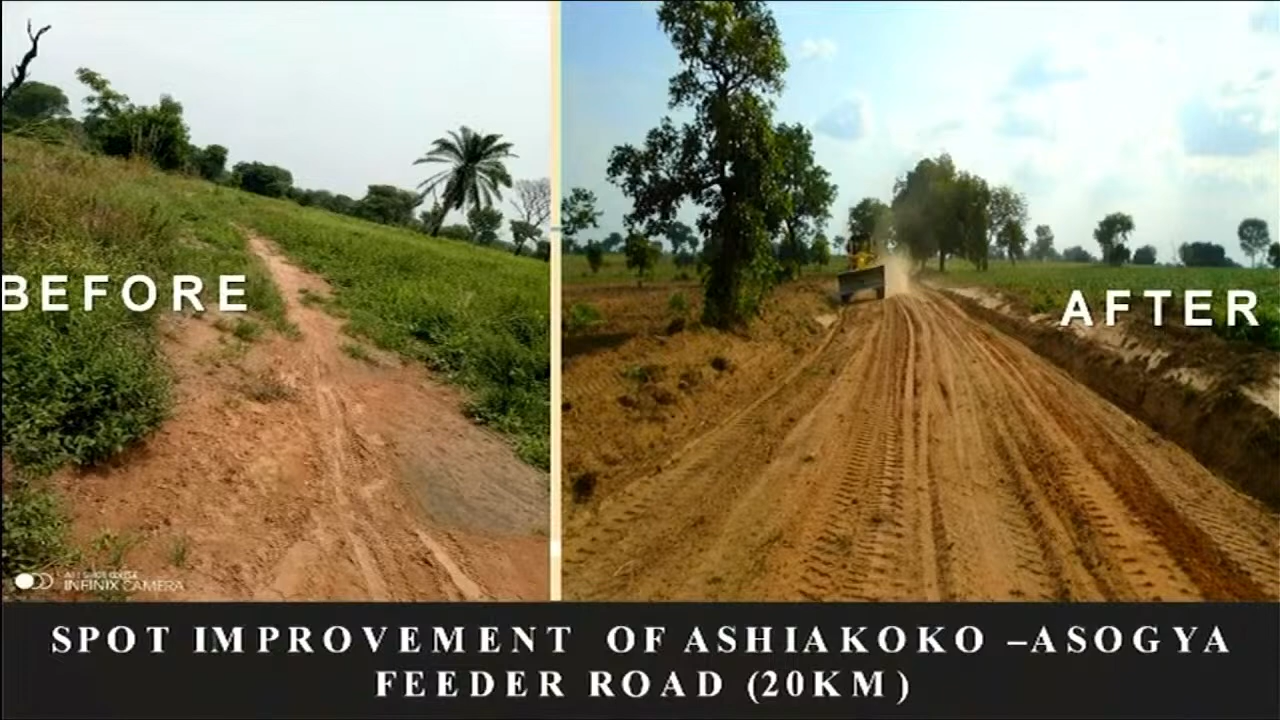 BEFORE
AFTER
INFINIX CAMERA
SPOT IMPROVEMENT OF ASHIAKOKO –ASOGYA
FEEDER ROAD (20KM)